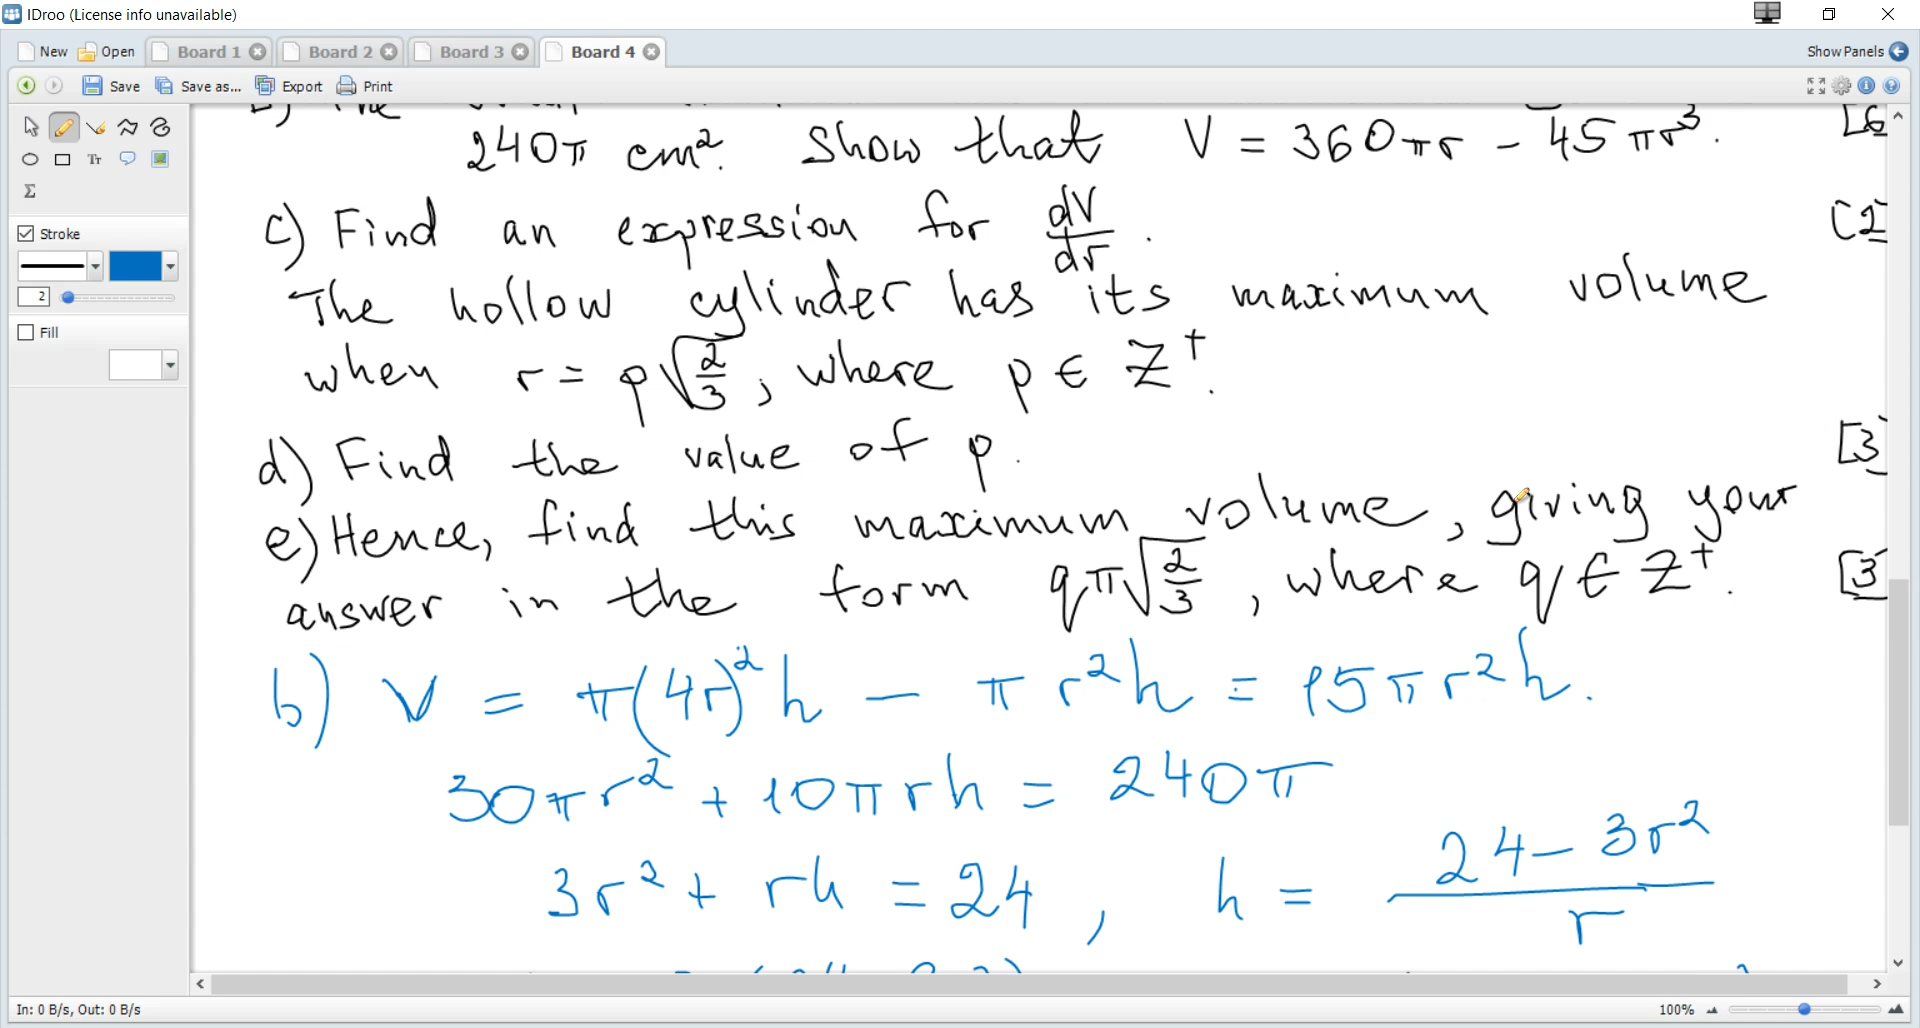 IDroo (License info unavailable)
New Open Board 1 Board 2 Board 3 Board 4 Show Panels
Save Save as... Export Print
240π cm². Show that V = 360πr - 45πr³. [6
Stroke
c) Find an expression for dV/dr. [2]
2
The hollow cylinder has its maximum volume
Fill
when r = p√(2/3), where p ∈ Z⁺.
d) Find the value of p. [3]
e) Hence, find this maximum volume, giving your
answer in the form qπ√(2/3), where q ∈ Z⁺. [3]
b) V = π(4r)²h - πr²h = 15πr²h.
30πr² + 10πrh = 240π
3r² + rh = 24, h = (24 - 3r²)/r
In: 0 B/s, Out: 0 B/s 100%